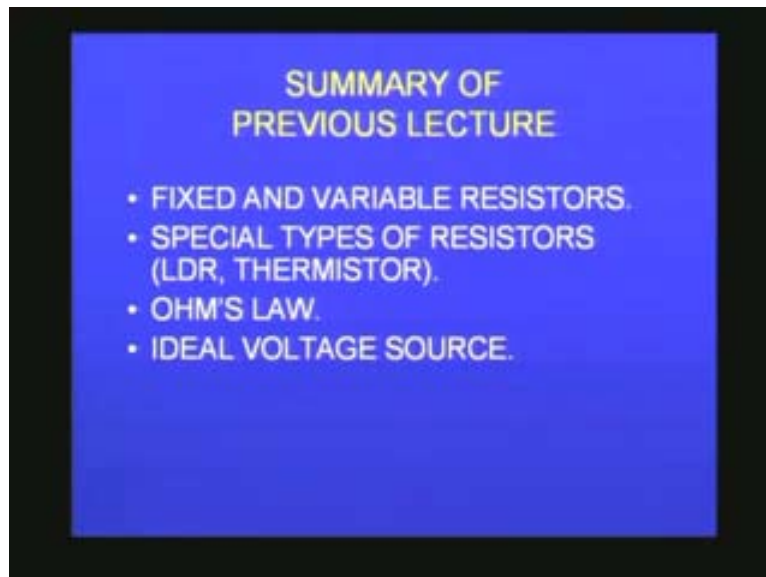 SUMMARY OF
PREVIOUS LECTURE
• FIXED AND VARIABLE RESISTORS.
• SPECIAL TYPES OF RESISTORS
(LDR, THERMISTOR).
• OHM'S LAW.
• IDEAL VOLTAGE SOURCE.